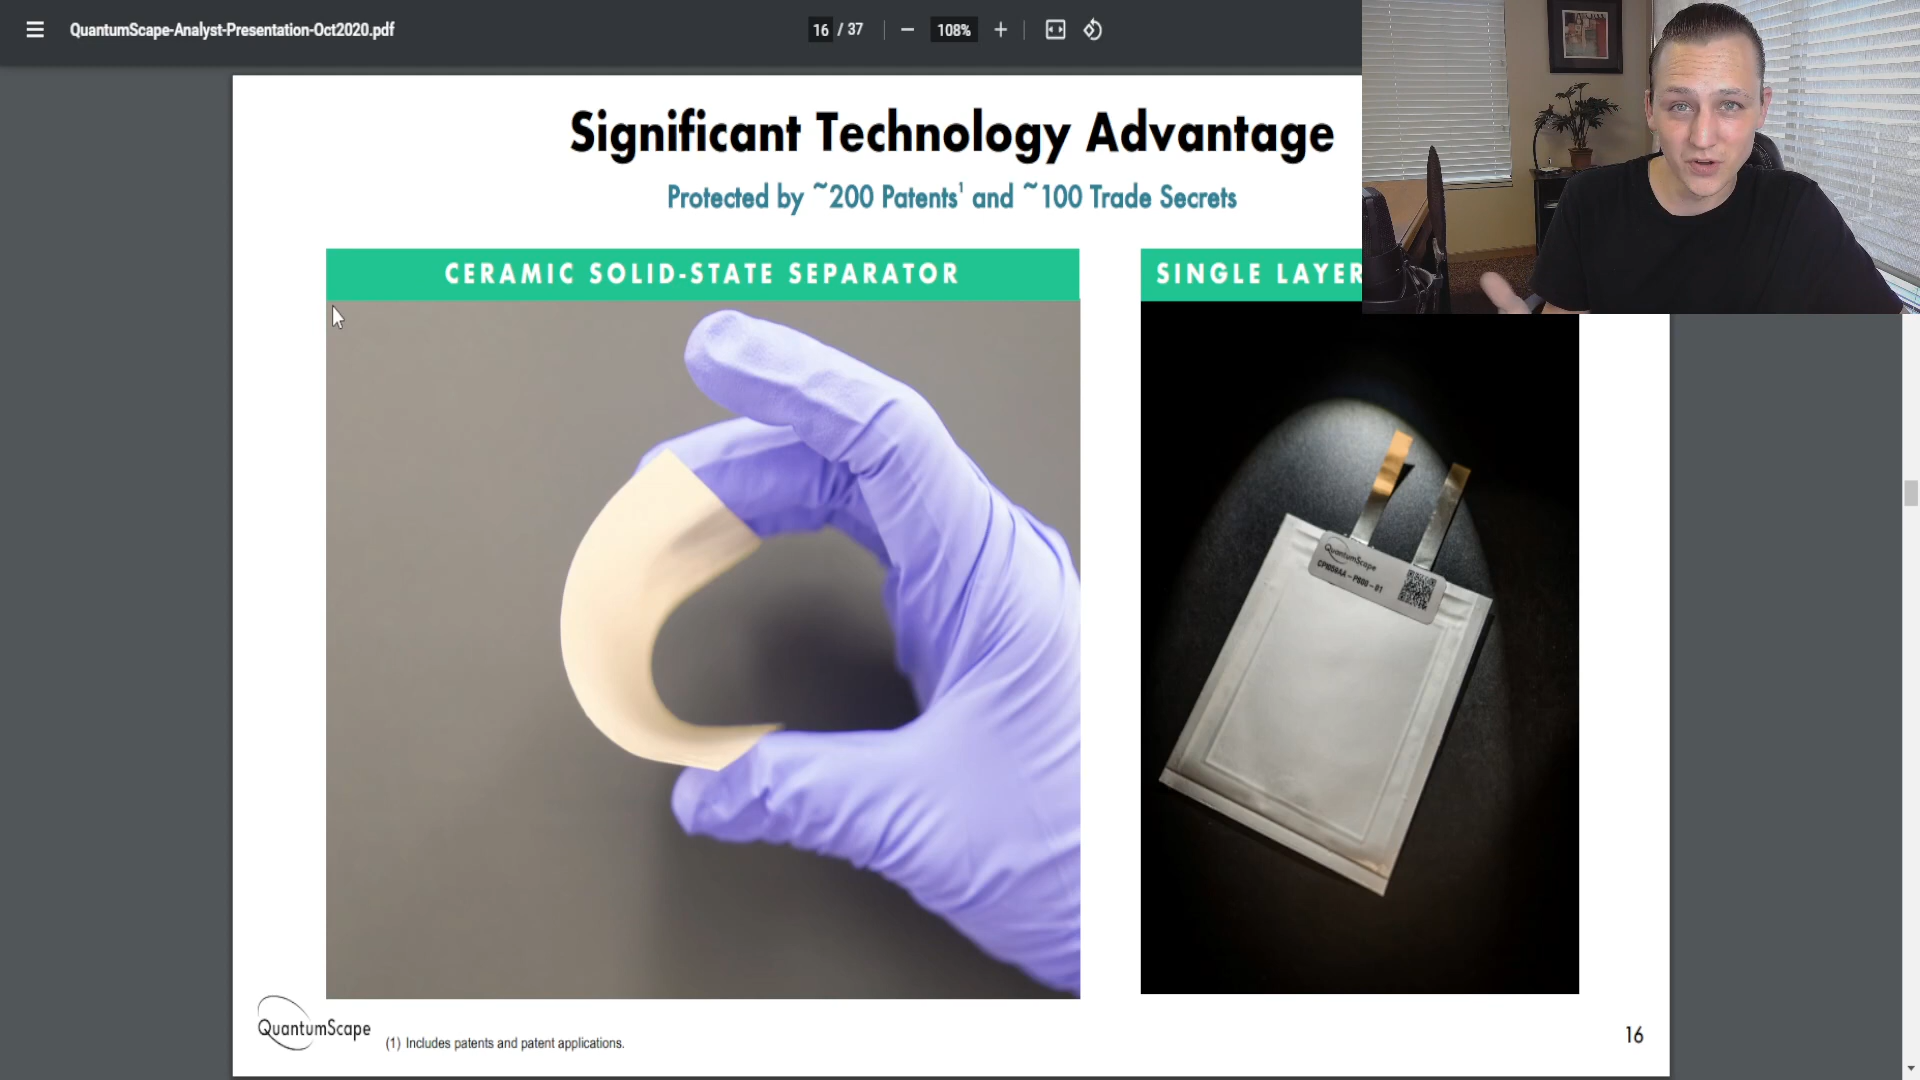 QuantumScape-Analyst-Presentation-Oct2020.pdf
16 / 37
108%
Significant Technology Advantage
Protected by ~200 Patents¹ and ~100 Trade Secrets
CERAMIC SOLID-STATE SEPARATOR
SINGLE LAYER
QuantumScape
QuantumScape
(1) Includes patents and patent applications.
16